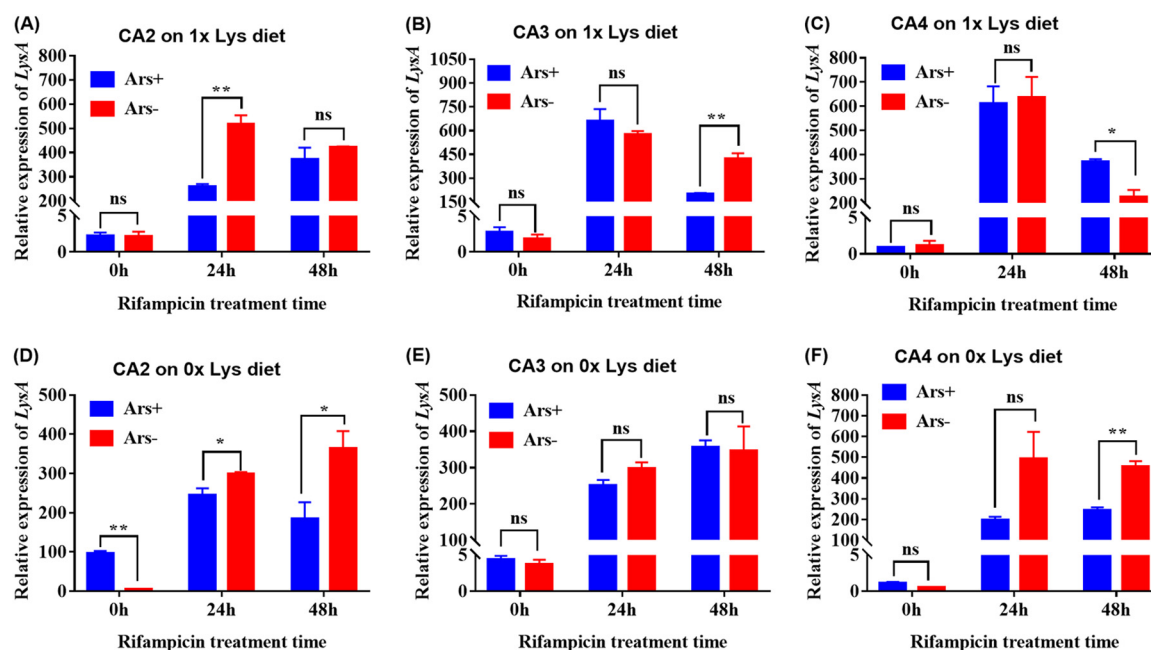 (A)
CA2 on 1x Lys diet
Relative expression of LysA
800
700
600
500
400
300
200
5
0
Ars+
Ars-
ns
**
ns
0h
24h
48h
Rifampicin treatment time
(B)
CA3 on 1x Lys diet
Relative expression of LysA
1050
900
750
600
450
300
150
5
0
Ars+
Ars-
ns
ns
**
0h
24h
48h
Rifampicin treatment time
(C)
CA4 on 1x Lys diet
Relative expression of LysA
800
700
600
500
400
300
200
5
0
Ars+
Ars-
ns
ns
*
0h
24h
48h
Rifampicin treatment time
(D)
CA2 on 0x Lys diet
Relative expression of LysA
500
400
300
200
100
0
Ars+
Ars-
**
*
*
0h
24h
48h
Rifampicin treatment time
(E)
CA3 on 0x Lys diet
Relative expression of LysA
500
400
300
200
100
5
0
Ars+
Ars-
ns
ns
ns
0h
24h
48h
Rifampicin treatment time
(F)
CA4 on 0x Lys diet
Relative expression of LysA
800
700
600
500
400
300
200
100
5
0
Ars+
Ars-
ns
ns
**
0h
24h
48h
Rifampicin treatment time